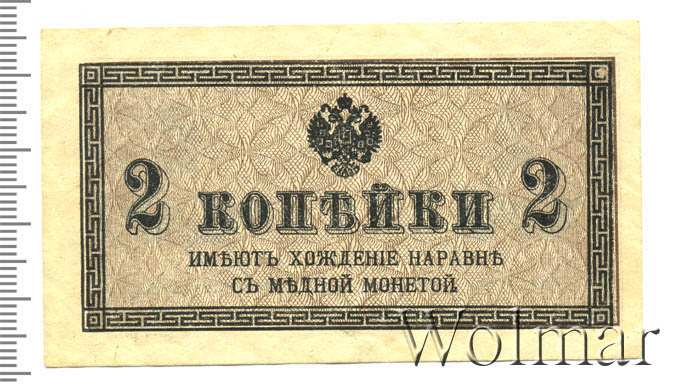 2 КОПѢЙКИ 2
ИМѢЮТЪ ХОЖДЕНІЕ НАРАВНѢ
СЪ МѢДНОЙ МОНЕТОЙ.
Wolmar